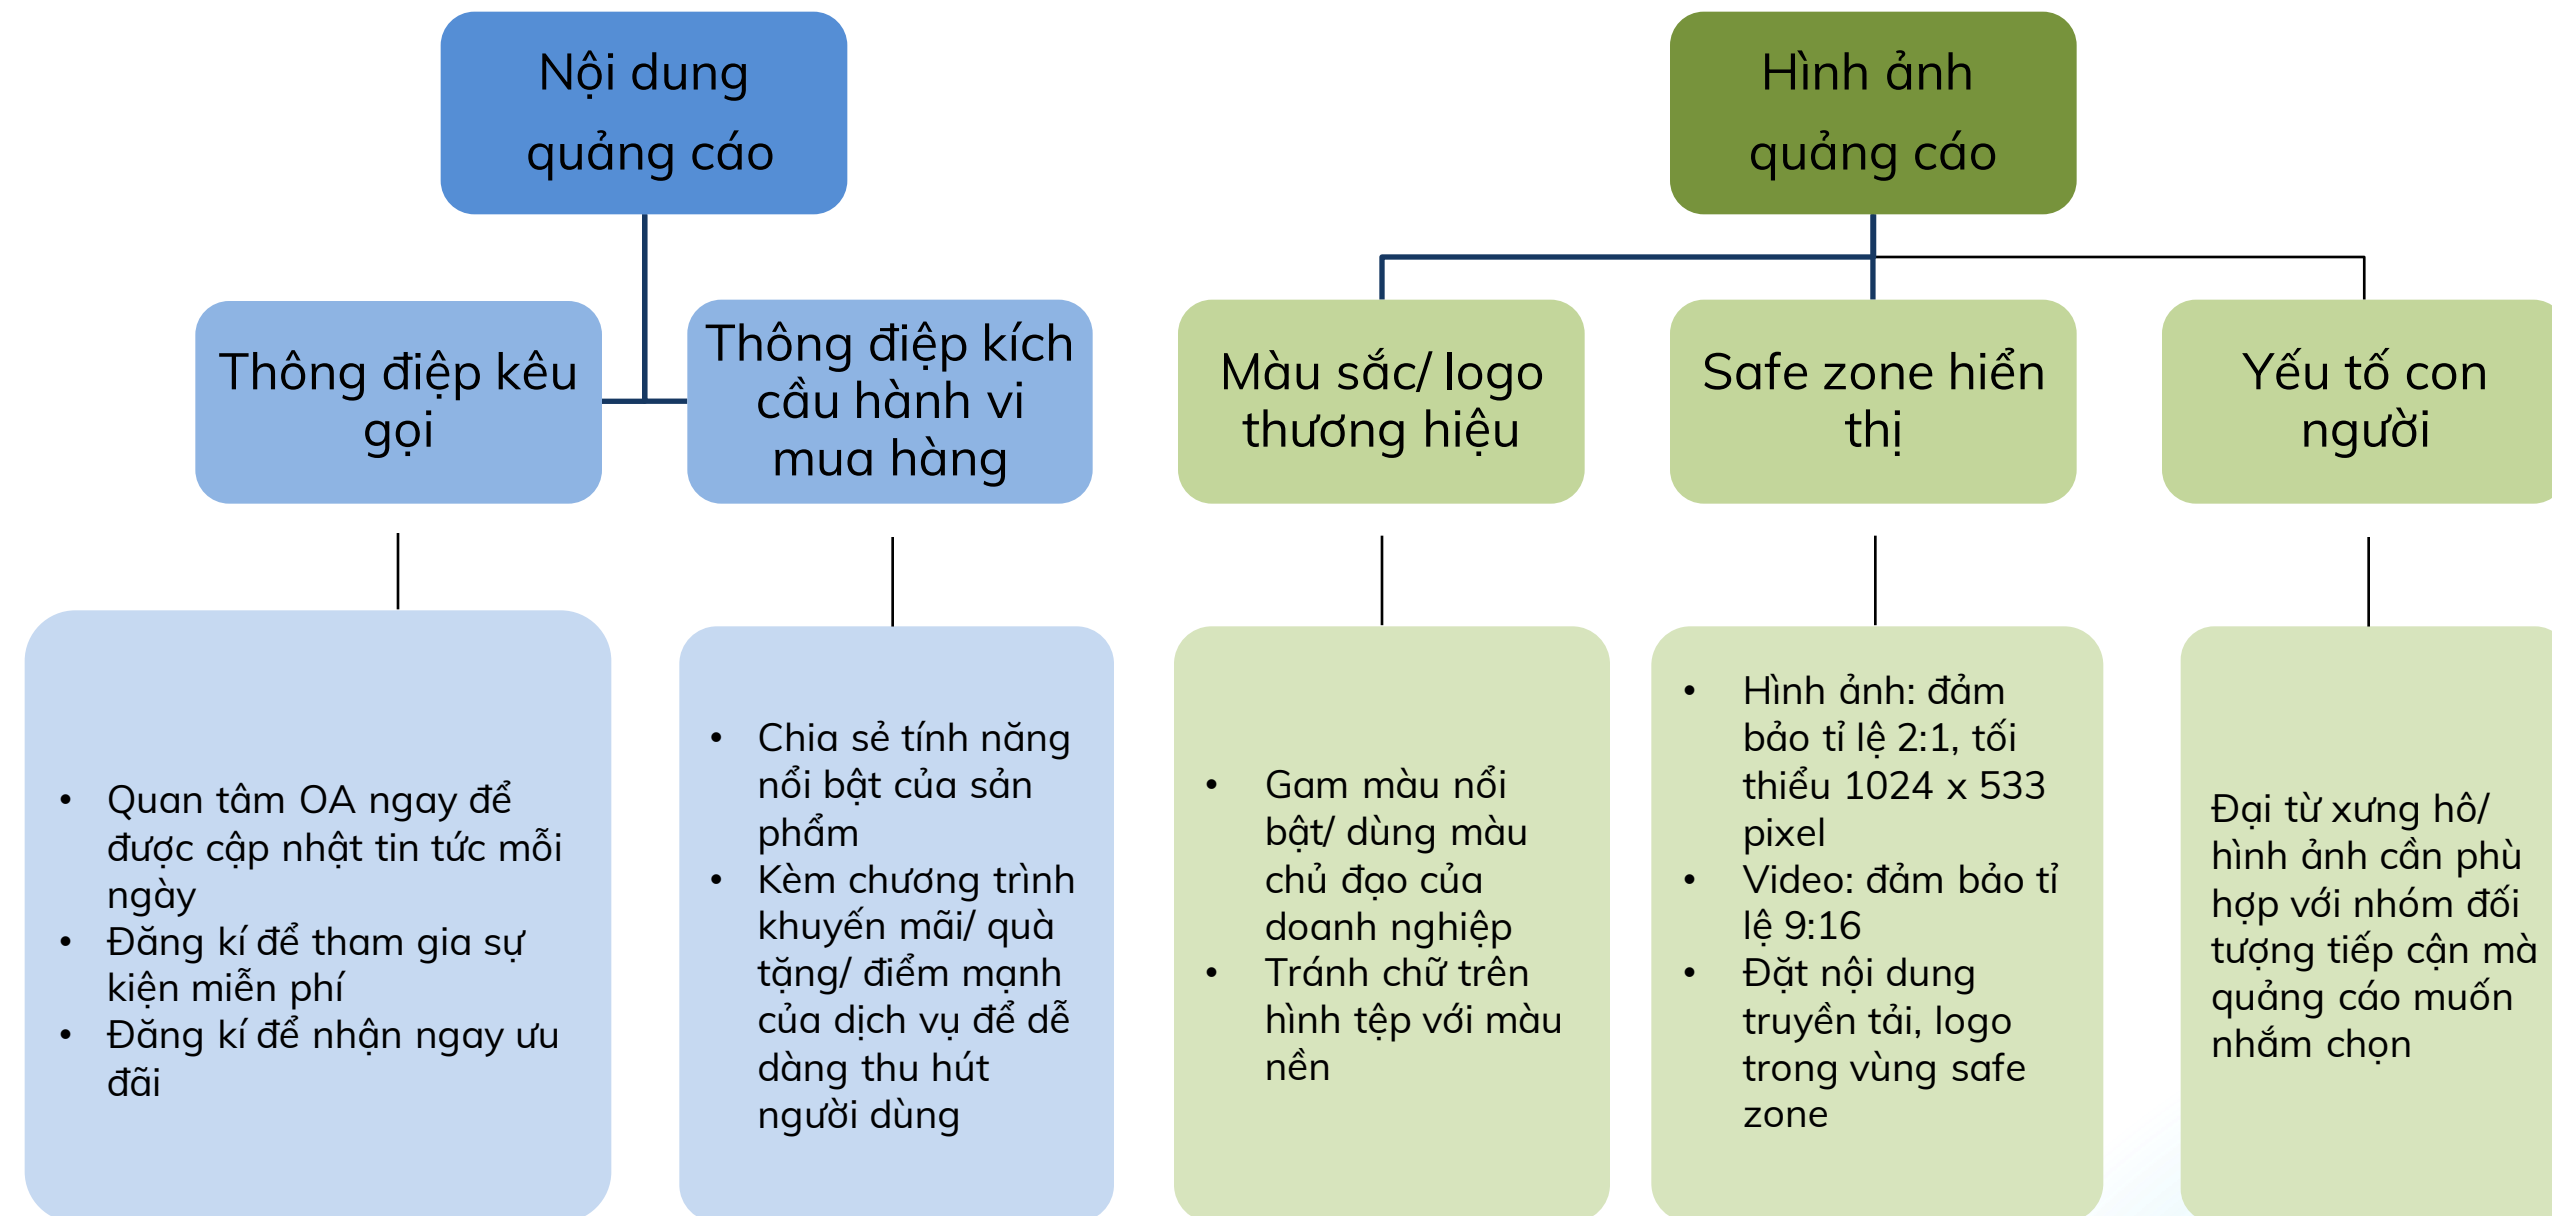 Nội dung
quảng cáo
Hình ảnh
quảng cáo
Thông điệp kêu
gọi
Thông điệp kích
cầu hành vi
mua hàng
Màu sắc/ logo
thương hiệu
Safe zone hiển
thị
Yếu tố con
người
• Quan tâm OA ngay để
được cập nhật tin tức mỗi
ngày
• Đăng kí để tham gia sự
kiện miễn phí
• Đăng kí để nhận ngay ưu
đãi
• Chia sẻ tính năng
nổi bật của sản
phẩm
• Kèm chương trình
khuyến mãi/ quà
tặng/ điểm mạnh
của dịch vụ để dễ
dàng thu hút
người dùng
• Gam màu nổi
bật/ dùng màu
chủ đạo của
doanh nghiệp
• Tránh chữ trên
hình tệp với màu
nền
• Hình ảnh: đảm
bảo tỉ lệ 2:1, tối
thiểu 1024 x 533
pixel
• Video: đảm bảo tỉ
lệ 9:16
• Đặt nội dung
truyền tải, logo
trong vùng safe
zone
Đại từ xưng hô/
hình ảnh cần phù
hợp với nhóm đối
tượng tiếp cận mà
quảng cáo muốn
nhắm chọn